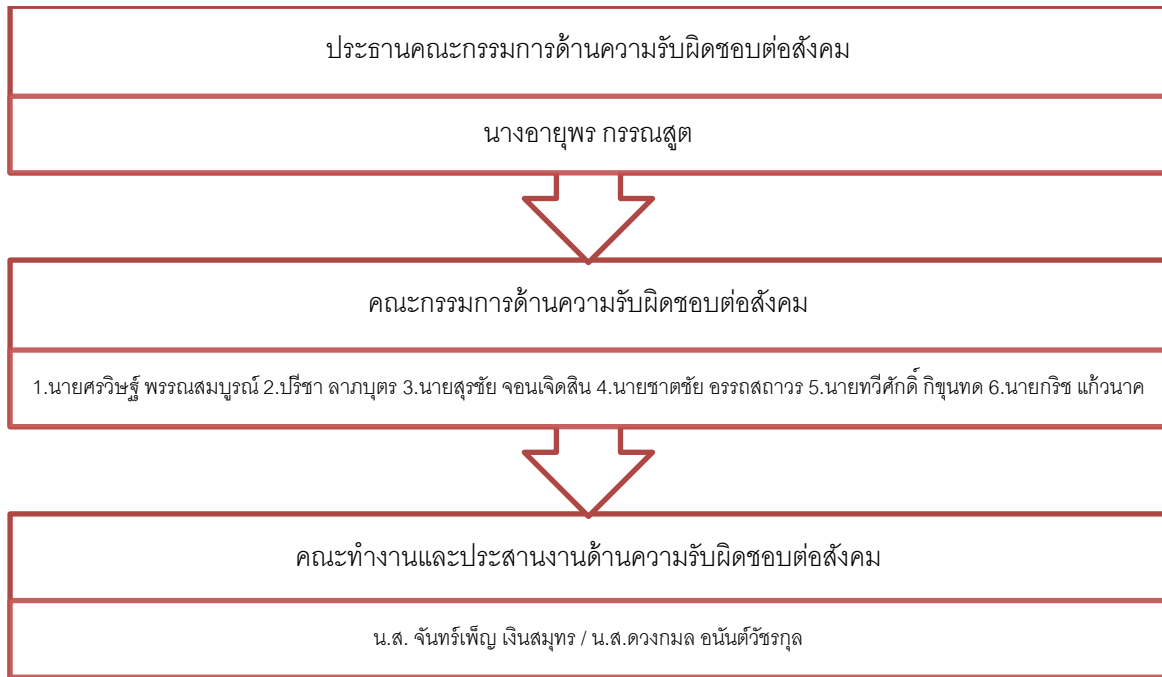 ประธานคณะกรรมการด้านความรับผิดชอบต่อสังคม
นางอายุพร กรรณสูต
คณะกรรมการด้านความรับผิดชอบต่อสังคม
1.นายศรวิษฐ์ พรรณสมบูรณ์ 2.ปรีชา ลาภบุตร 3.นายสุรชัย จอนเจิดสิน 4.นายชาตชัย อรรถสถาวร 5.นายทวีศักดิ์ กิขุนทด 6.นายกริช แก้วนาค
คณะทำงานและประสานงานด้านความรับผิดชอบต่อสังคม
น.ส. จันทร์เพ็ญ เงินสมุทร / น.ส.ดวงกมล อนันต์วัชรกุล